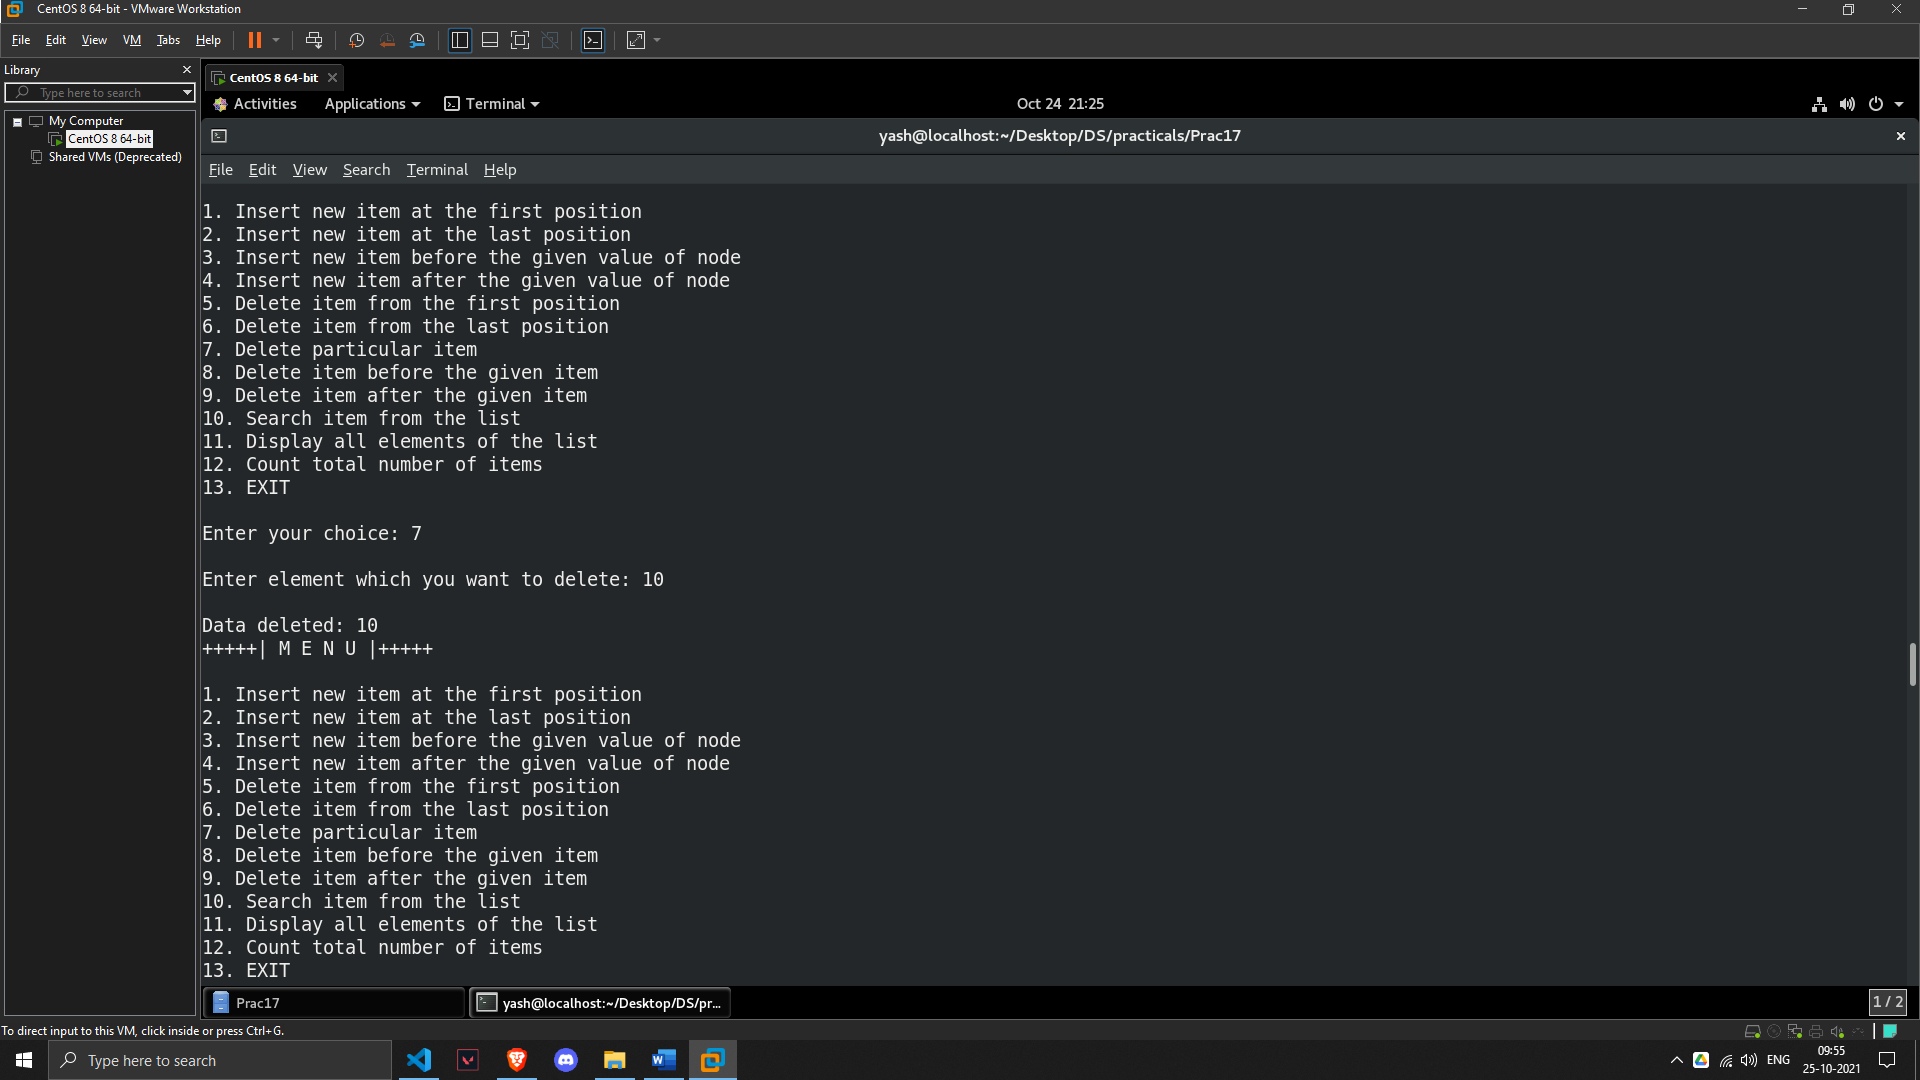 CentOS 8 64-bit - VMware Workstation
File Edit View VM Tabs Help
Library
Type here to search
My Computer
CentOS 8 64-bit
Shared VMs (Deprecated)
CentOS 8 64-bit
Activities Applications Terminal Oct 24 21:25
yash@localhost:~/Desktop/DS/practicals/Prac17
File Edit View Search Terminal Help
1. Insert new item at the first position
2. Insert new item at the last position
3. Insert new item before the given value of node
4. Insert new item after the given value of node
5. Delete item from the first position
6. Delete item from the last position
7. Delete particular item
8. Delete item before the given item
9. Delete item after the given item
10. Search item from the list
11. Display all elements of the list
12. Count total number of items
13. EXIT
Enter your choice: 7
Enter element which you want to delete: 10
Data deleted: 10
+++++| M E N U |+++++
1. Insert new item at the first position
2. Insert new item at the last position
3. Insert new item before the given value of node
4. Insert new item after the given value of node
5. Delete item from the first position
6. Delete item from the last position
7. Delete particular item
8. Delete item before the given item
9. Delete item after the given item
10. Search item from the list
11. Display all elements of the list
12. Count total number of items
13. EXIT
Prac17
yash@localhost:~/Desktop/DS/pr...
1 / 2
To direct input to this VM, click inside or press Ctrl+G.
Type here to search
ENG
09:55
25-10-2021